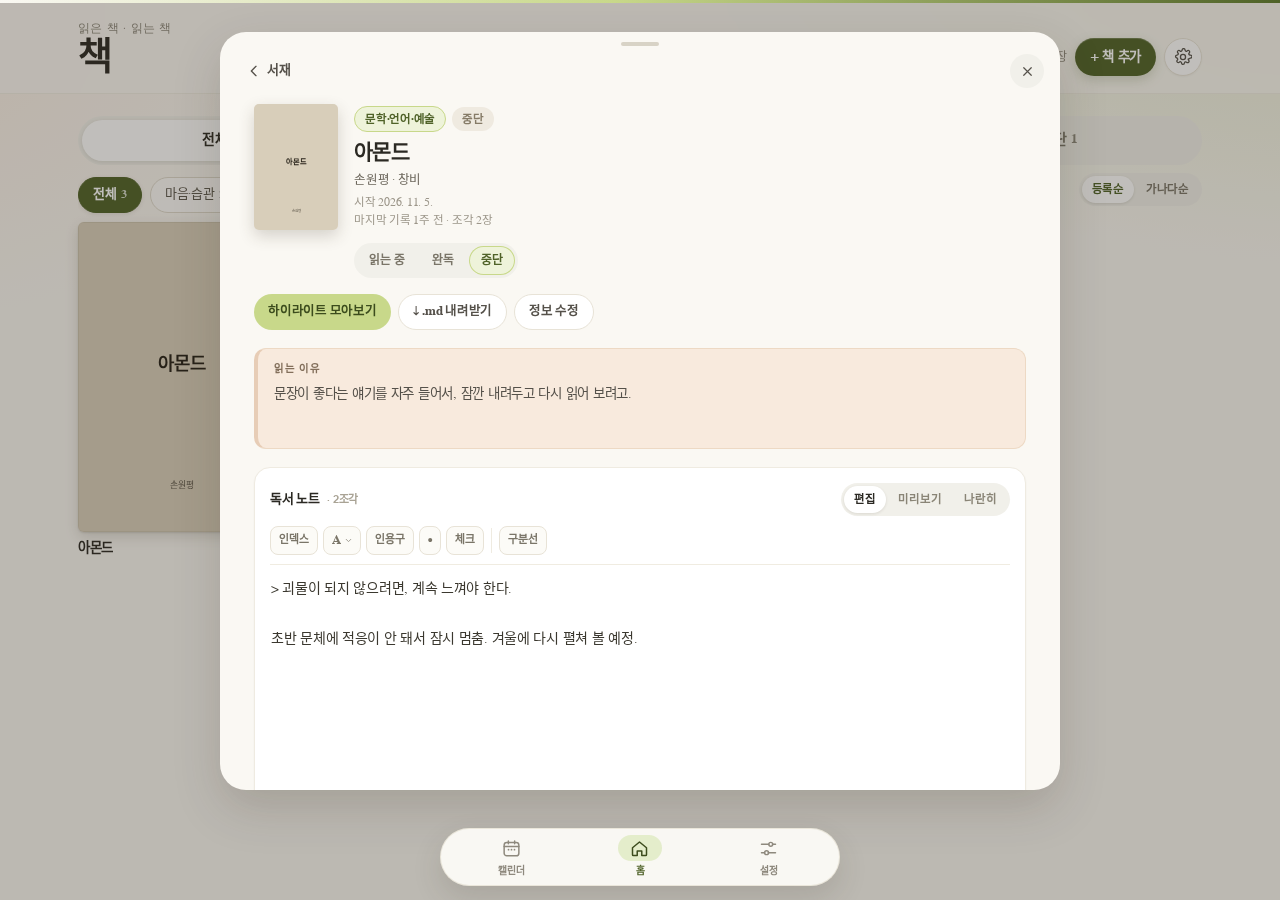 읽은 책 · 읽는 책
책
장
+ 책 추가
전체
단 1
전체 3
마음·습관
등록순
가나다순
아몬드
손원평
아몬드
서재
아몬드
문학·언어·예술
중단
아몬드
손원평 · 창비
시작 2026. 11. 5.
마지막 기록 1주 전 · 조각 2장
읽는 중
완독
중단
하이라이트 모아보기
↓ .md 내려받기
정보 수정
읽는 이유
문장이 좋다는 얘기를 자주 들어서, 잠깐 내려두고 다시 읽어 보려고.
독서 노트 · 2조각
편집
미리보기
나란히
인덱스
A
인용구
•
체크
구분선
> 괴물이 되지 않으려면, 계속 느껴야 한다.
초반 문체에 적응이 안 돼서 잠시 멈춤. 겨울에 다시 펼쳐 볼 예정.
캘린더
홈
설정